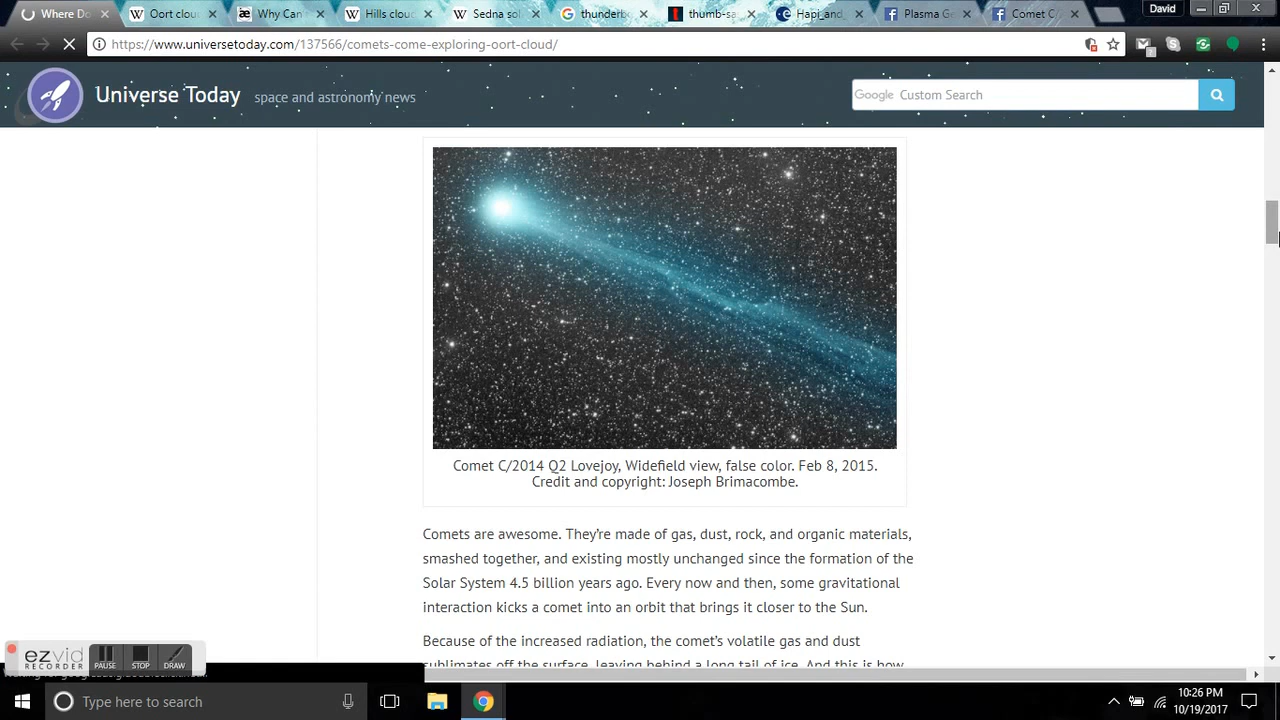 Where Do
Oort clou
Why Can
Hills clou
Sedna so
thunderb
thumb-sa
Hapi_and
Plasma Ge
Comet C
David
https://www.universetoday.com/137566/comets-come-exploring-oort-cloud/
Universe Today space and astronomy news
Google Custom Search
Comet C/2014 Q2 Lovejoy, Widefield view, false color. Feb 8, 2015.
Credit and copyright: Joseph Brimacombe.
Comets are awesome. They're made of gas, dust, rock, and organic materials,
smashed together, and existing mostly unchanged since the formation of the
Solar System 4.5 billion years ago. Every now and then, some gravitational
interaction kicks a comet into an orbit that brings it closer to the Sun.
Because of the increased radiation, the comet's volatile gas and dust
sublimates off the surface, leaving behind a long tail of ice. And this is how
ezvid
RECORDER
PAUSE
STOP
DRAW
Type here to search
10:26 PM
10/19/2017